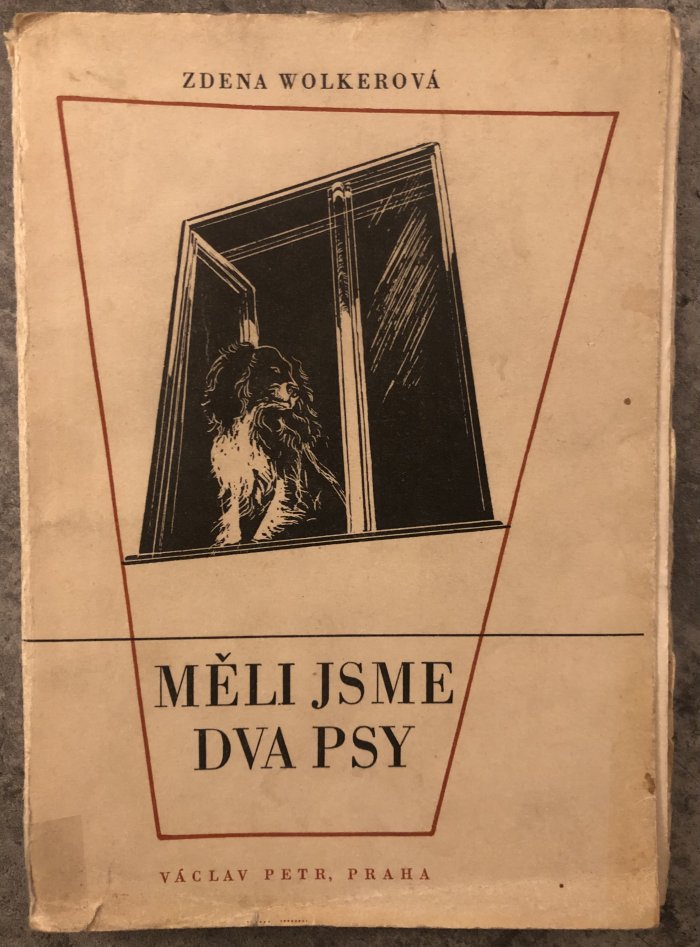 ZDENA WOLKEROVÁ
MĚLI JSME
DVA PSY
VÁCLAV PETR, PRAHA